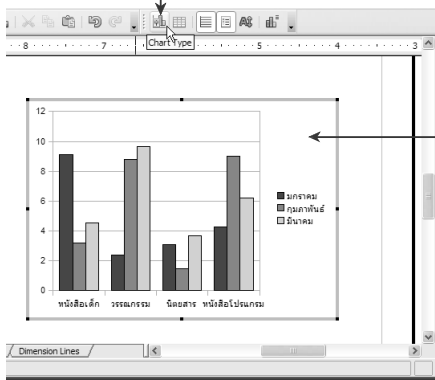 8 7 5 4 3
Chart Type
12
10
8
6
4
2
0
มกราคม
กุมภาพันธ์
มีนาคม
หนังสือเด็ก วรรณกรรม นิตยสาร หนังสือโปรแกรม
Dimension Lines